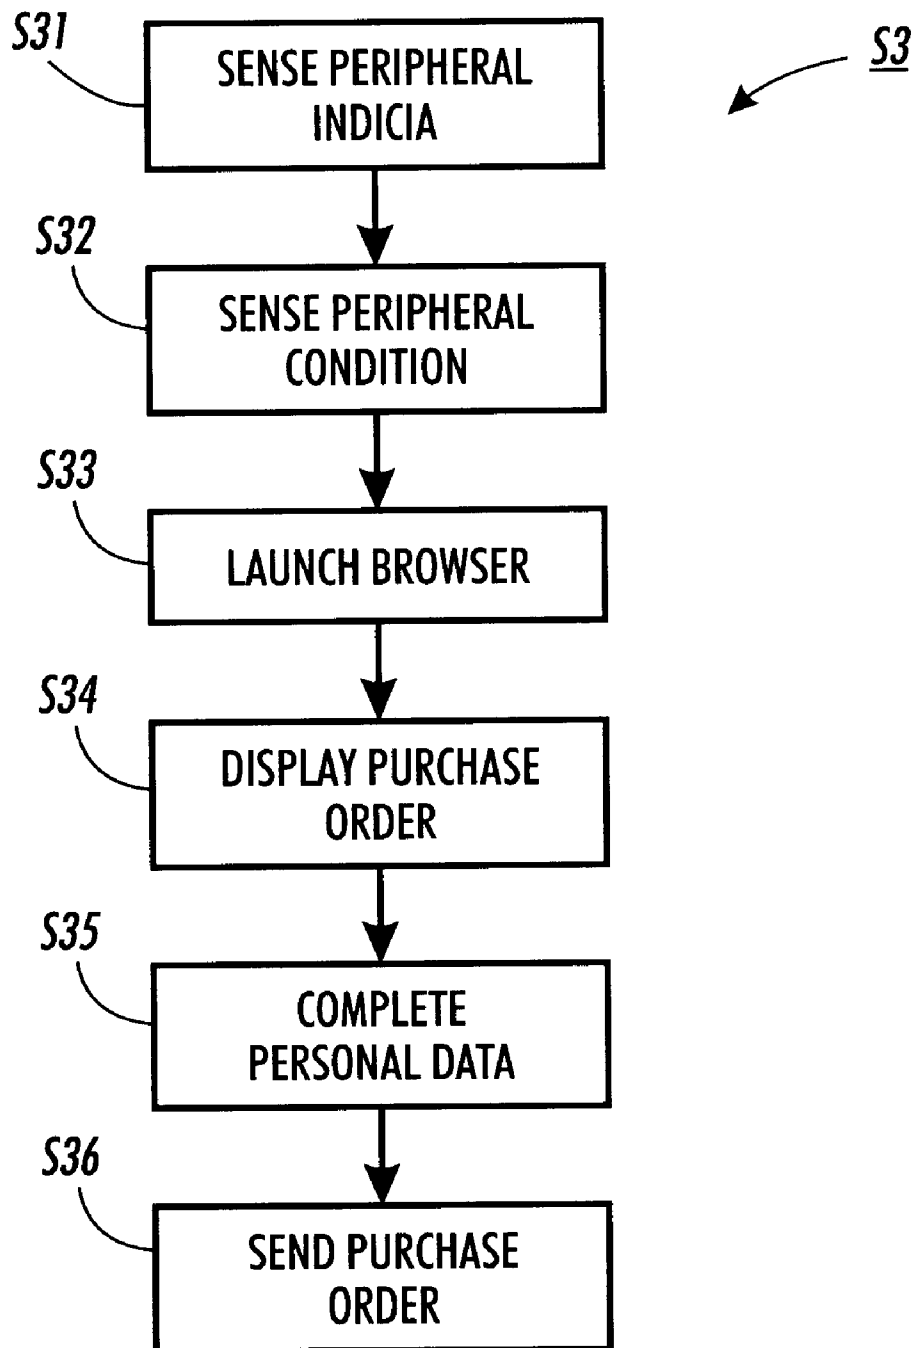 S31
SENSE PERIPHERAL
INDICIA
S3
S32
SENSE PERIPHERAL
CONDITION
S33
LAUNCH BROWSER
S34
DISPLAY PURCHASE
ORDER
S35
COMPLETE
PERSONAL DATA
S36
SEND PURCHASE
ORDER